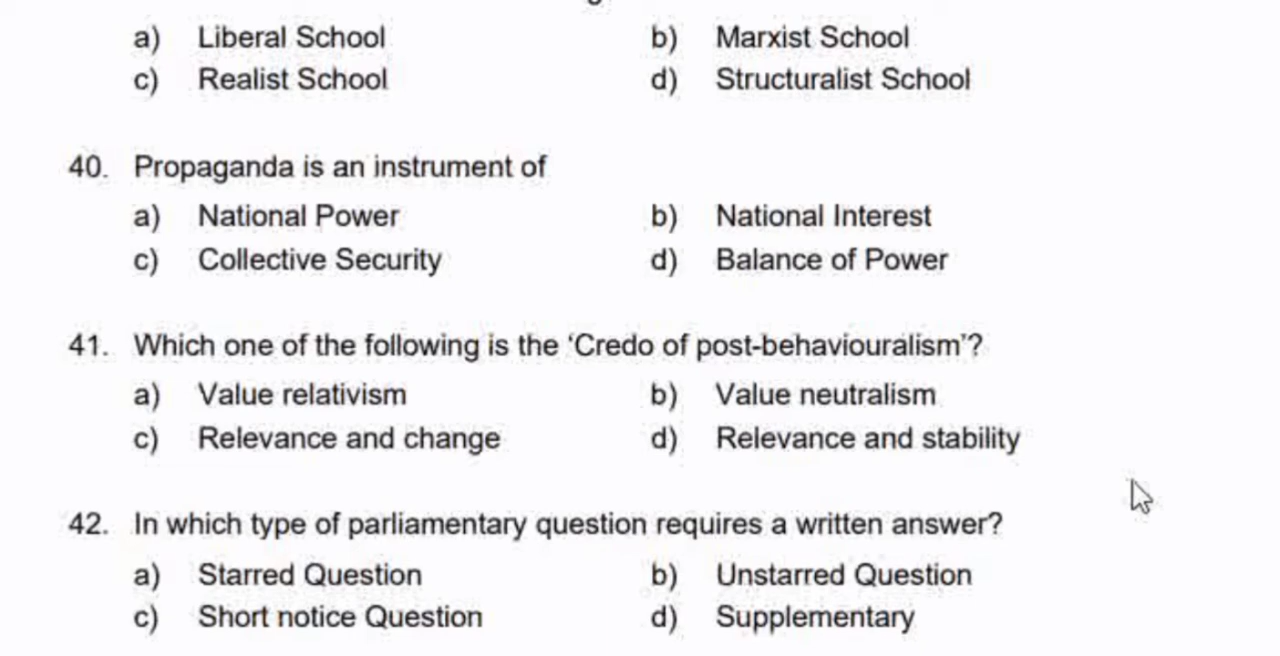 a) Liberal School b) Marxist School
c) Realist School d) Structuralist School
40. Propaganda is an instrument of
a) National Power b) National Interest
c) Collective Security d) Balance of Power
41. Which one of the following is the ‘Credo of post-behaviouralism’?
a) Value relativism b) Value neutralism
c) Relevance and change d) Relevance and stability
42. In which type of parliamentary question requires a written answer?
a) Starred Question b) Unstarred Question
c) Short notice Question d) Supplementary